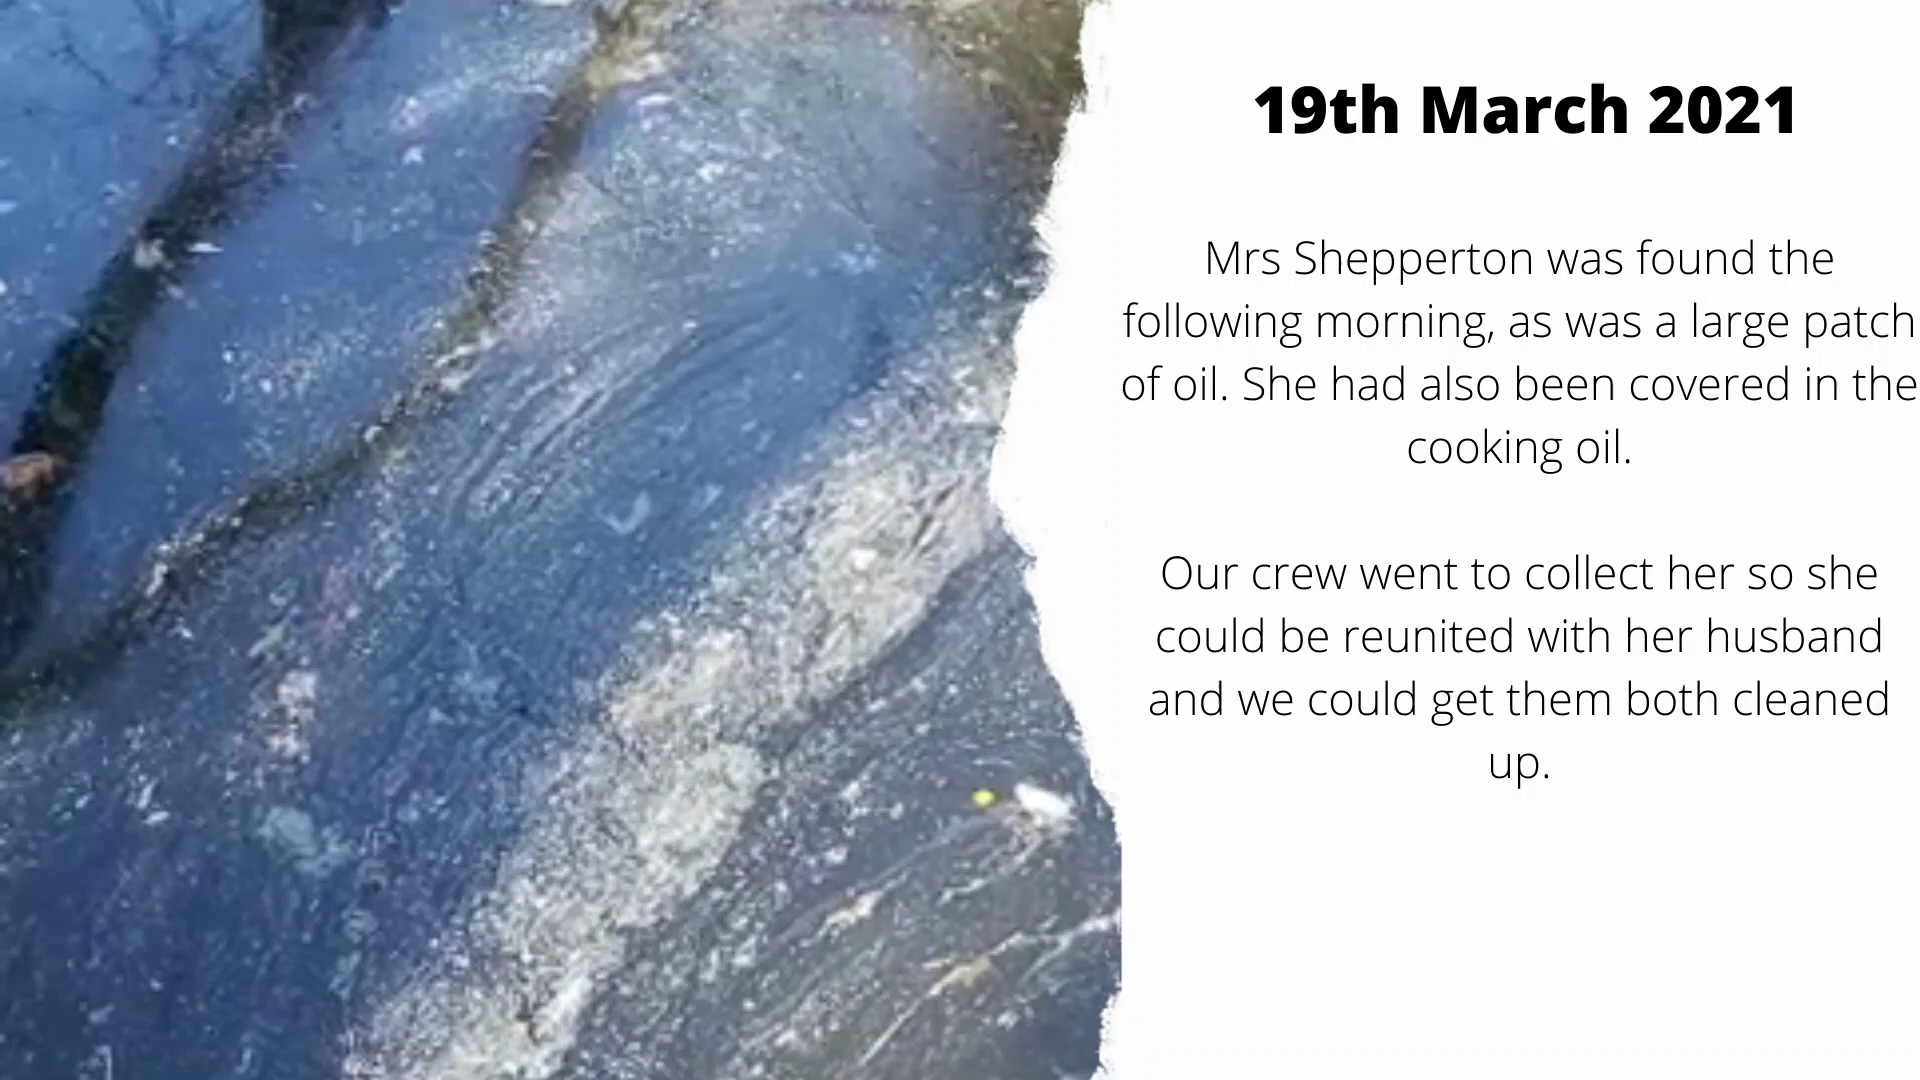 19th March 2021
Mrs Shepperton was found the
following morning, as was a large patch
of oil. She had also been covered in the
cooking oil.
Our crew went to collect her so she
could be reunited with her husband
and we could get them both cleaned
up.